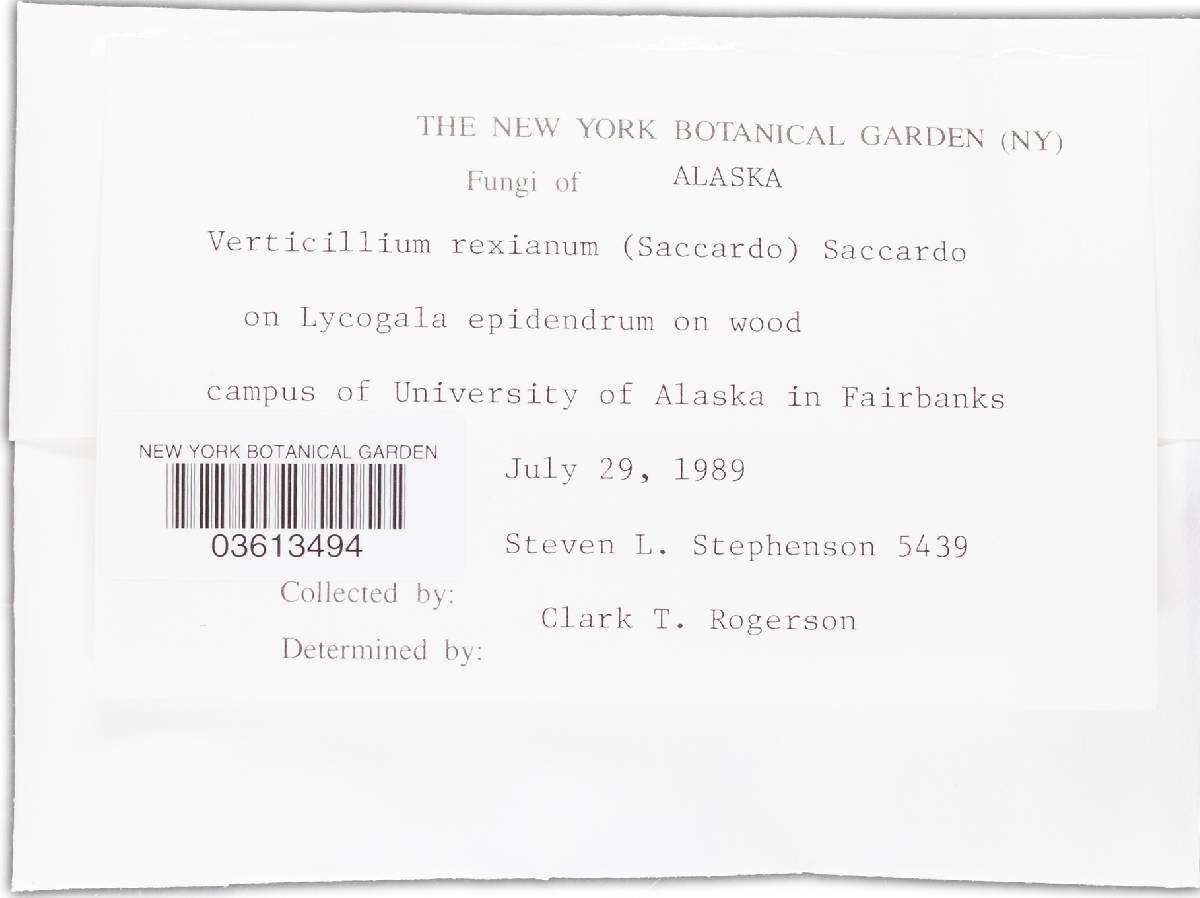 THE NEW YORK BOTANICAL GARDEN (NY)
Fungi of ALASKA
Verticillium rexianum (Saccardo) Saccardo
on Lycogala epidendrum on wood
campus of University of Alaska in Fairbanks
NEW YORK BOTANICAL GARDEN
03613494
July 29, 1989
Steven L. Stephenson 5439
Collected by:
Clark T. Rogerson
Determined by: